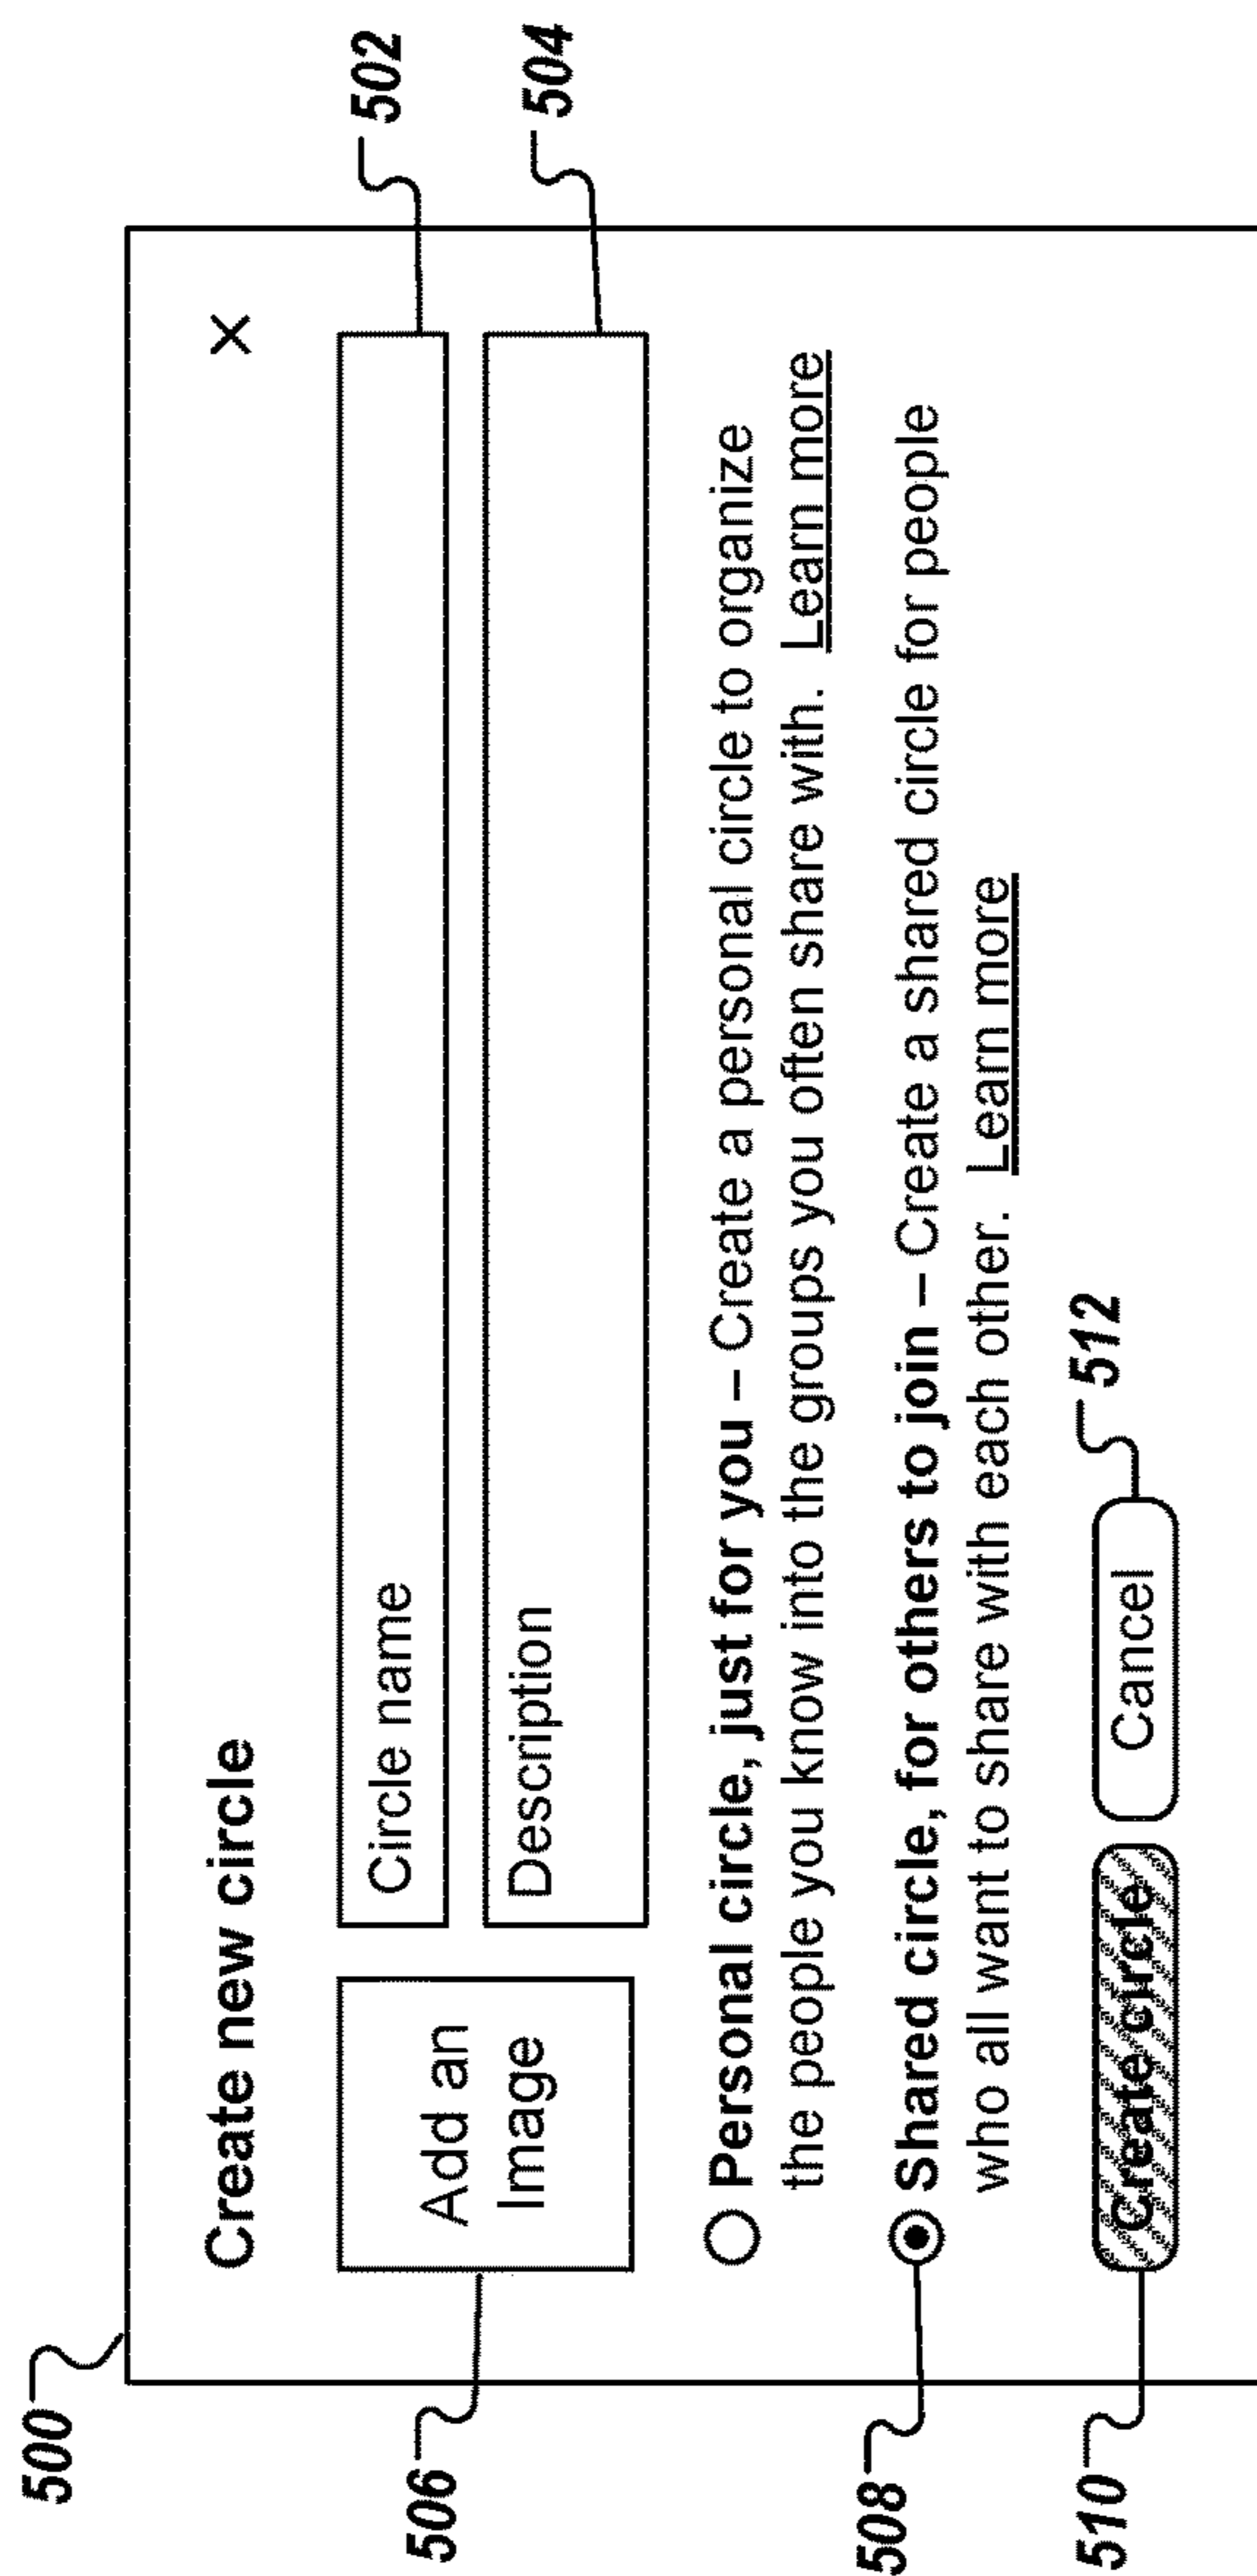 500
Create new circle
X
506
Add an
Image
Circle name
502
Description
504
Personal circle, just for you – Create a personal circle to organize
the people you know into the groups you often share with. Learn more
508
Shared circle, for others to join – Create a shared circle for people
who all want to share with each other. Learn more
510
Create circle
Cancel
512